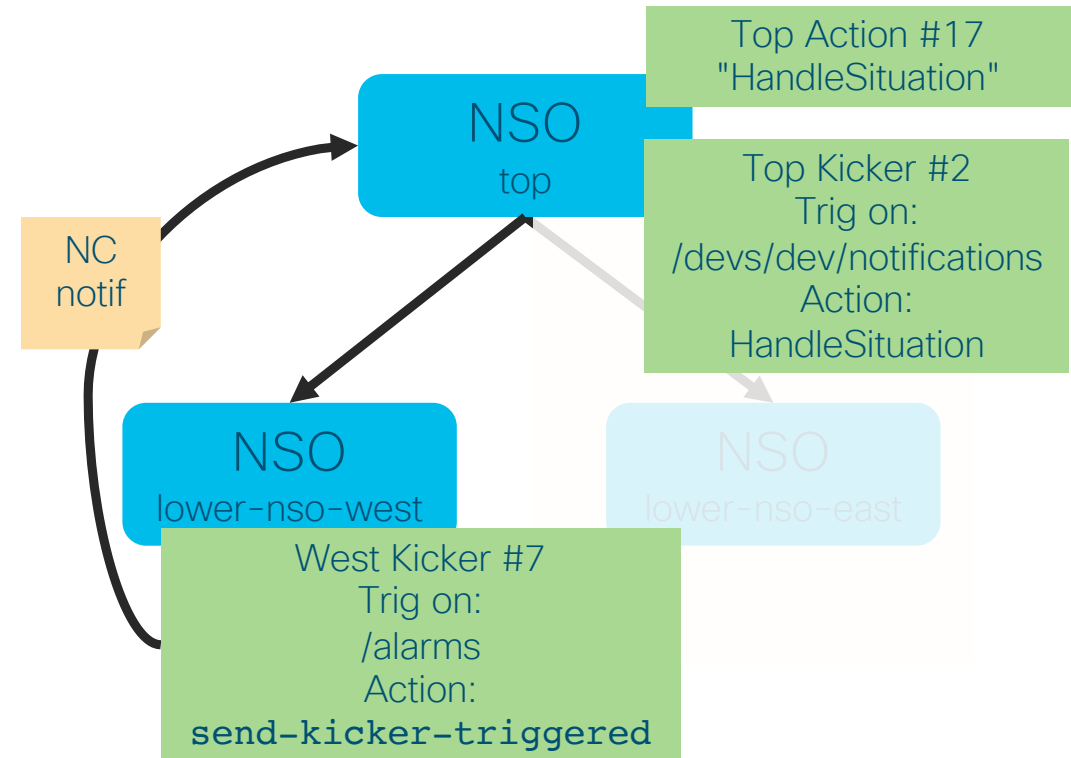 Top Action #17
"HandleSituation"
NSO
top
Top Kicker #2
Trig on:
/devs/dev/notifications
Action:
HandleSituation
NC
notif
NSO
lower-nso-west
NSO
lower-nso-east
West Kicker #7
Trig on:
/alarms
Action:
send-kicker-triggered